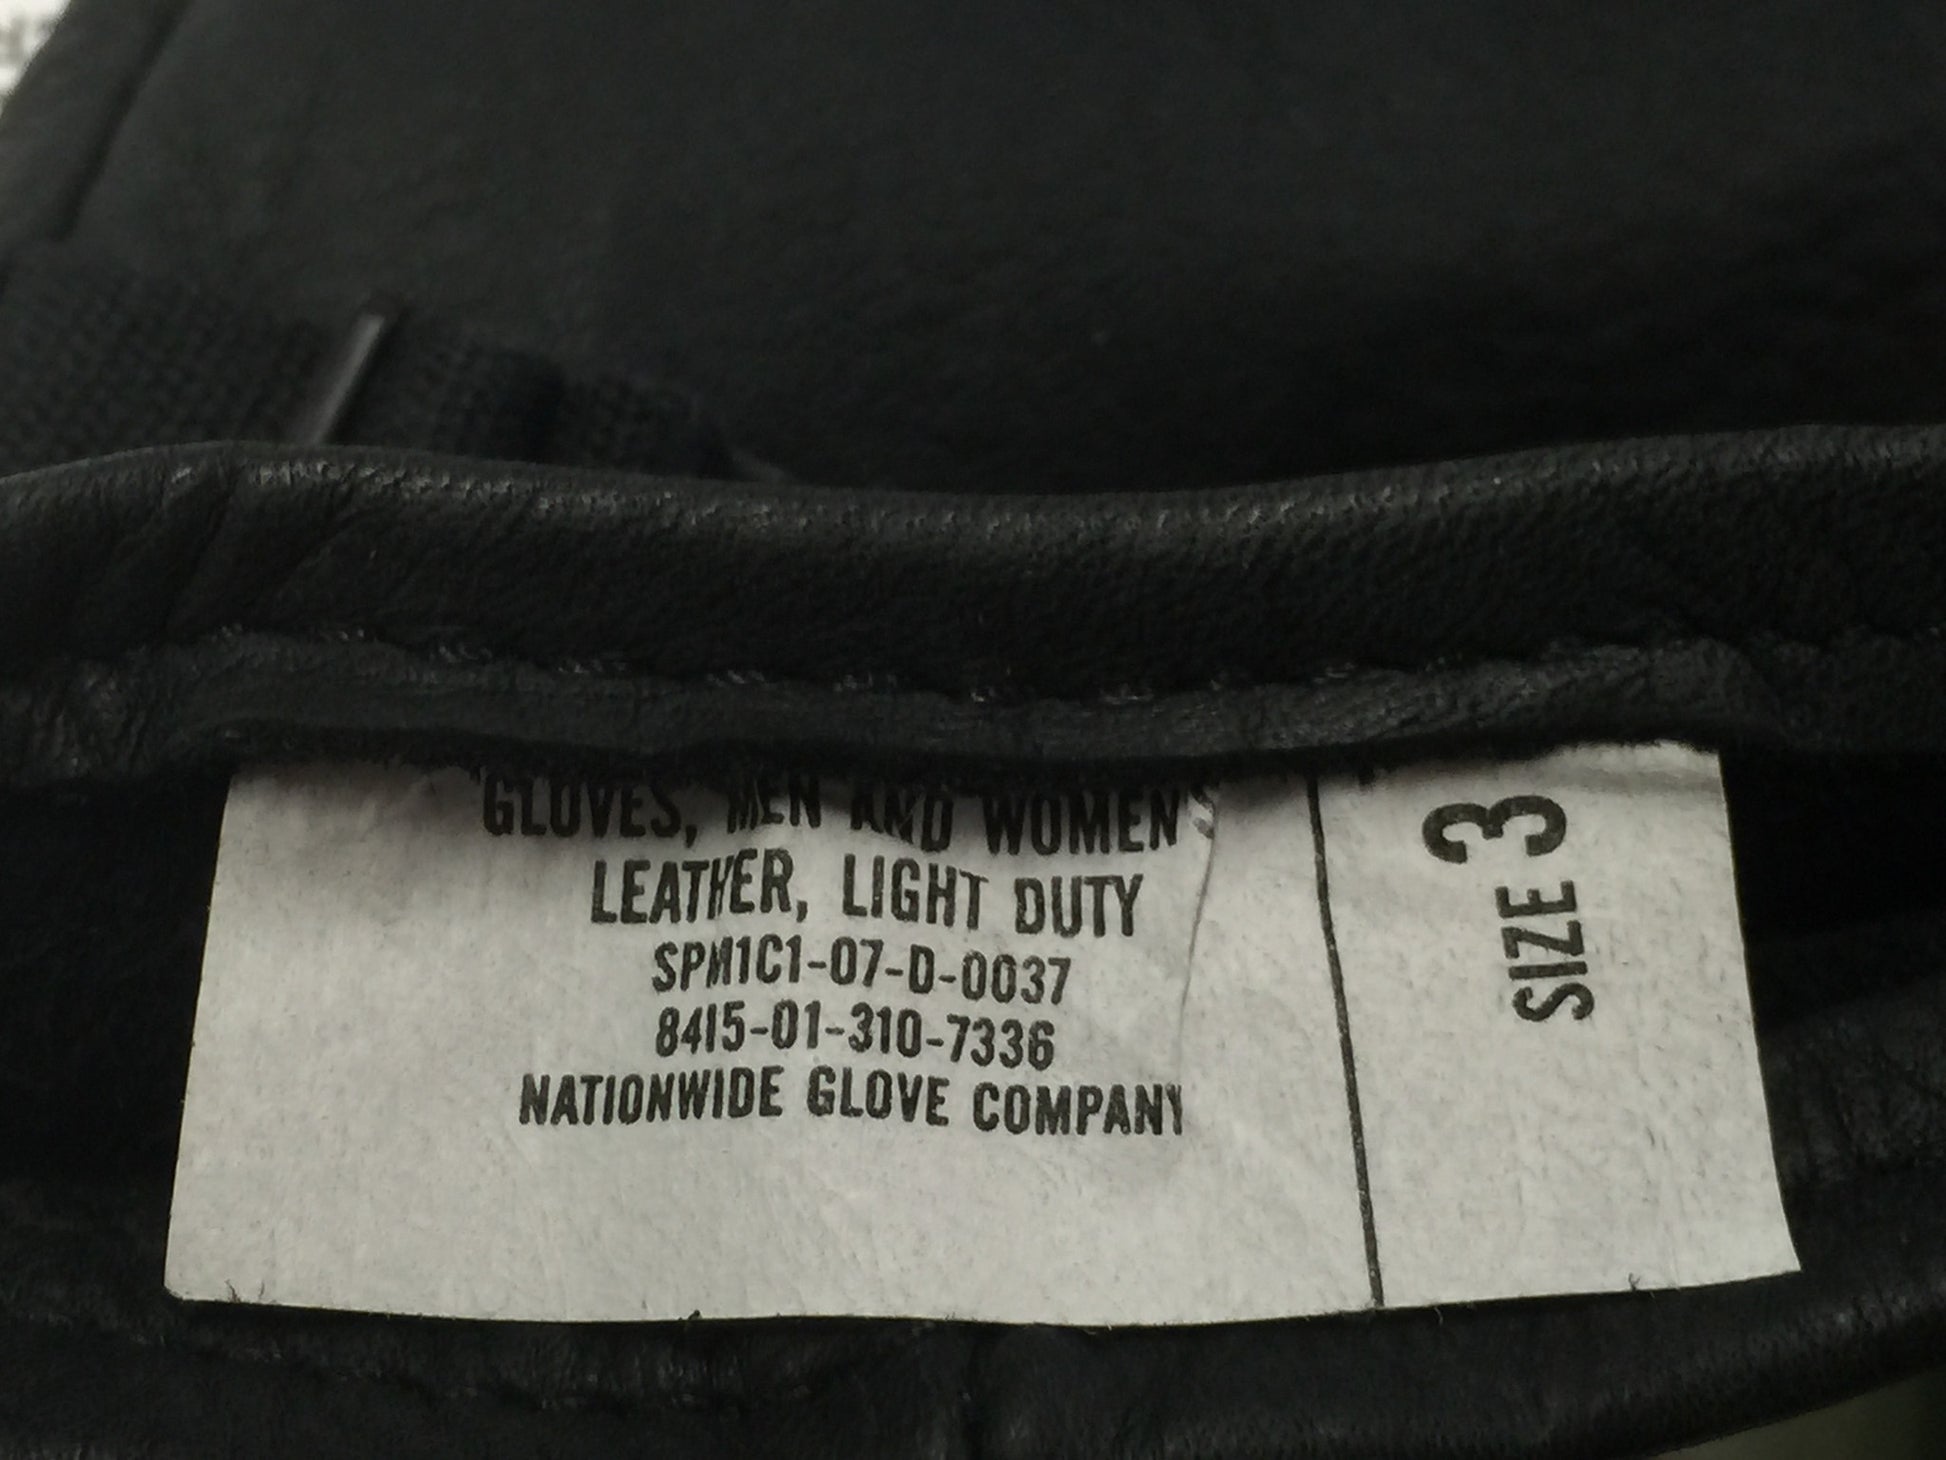 GLOVES, MEN AND WOMEN'S
LEATHER, LIGHT DUTY
SPM1C1-07-D-0037
8415-01-310-7336
NATIONWIDE GLOVE COMPANY
SIZE 3